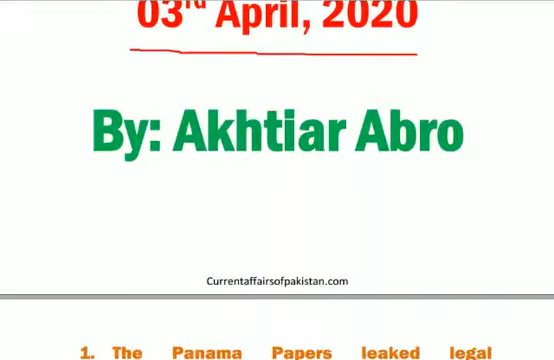 03rd April, 2020
By: Akhtiar Abro
Currentaffairsofpakistan.com
1. The Panama Papers leaked legal